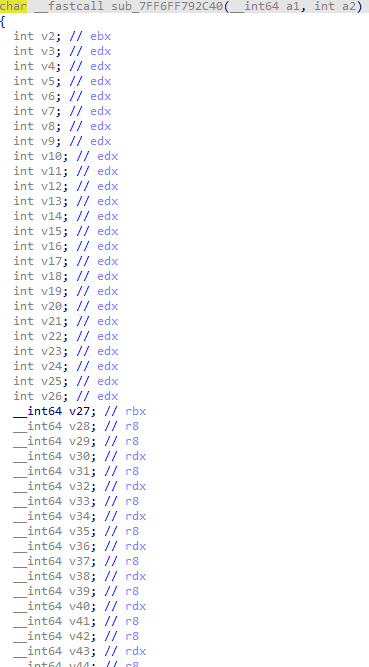 char __fastcall sub_7FF6FF792C40(__int64 a1, int a2)
{
int v2; // ebx
int v3; // edx
int v4; // edx
int v5; // edx
int v6; // edx
int v7; // edx
int v8; // edx
int v9; // edx
int v10; // edx
int v11; // edx
int v12; // edx
int v13; // edx
int v14; // edx
int v15; // edx
int v16; // edx
int v17; // edx
int v18; // edx
int v19; // edx
int v20; // edx
int v21; // edx
int v22; // edx
int v23; // edx
int v24; // edx
int v25; // edx
int v26; // edx
__int64 v27; // rbx
__int64 v28; // r8
__int64 v29; // r8
__int64 v30; // rdx
__int64 v31; // r8
__int64 v32; // rdx
__int64 v33; // r8
__int64 v34; // rdx
__int64 v35; // r8
__int64 v36; // rdx
__int64 v37; // r8
__int64 v38; // rdx
__int64 v39; // r8
__int64 v40; // rdx
__int64 v41; // r8
__int64 v42; // r8
__int64 v43; // rdx
__int64 v44; // r8